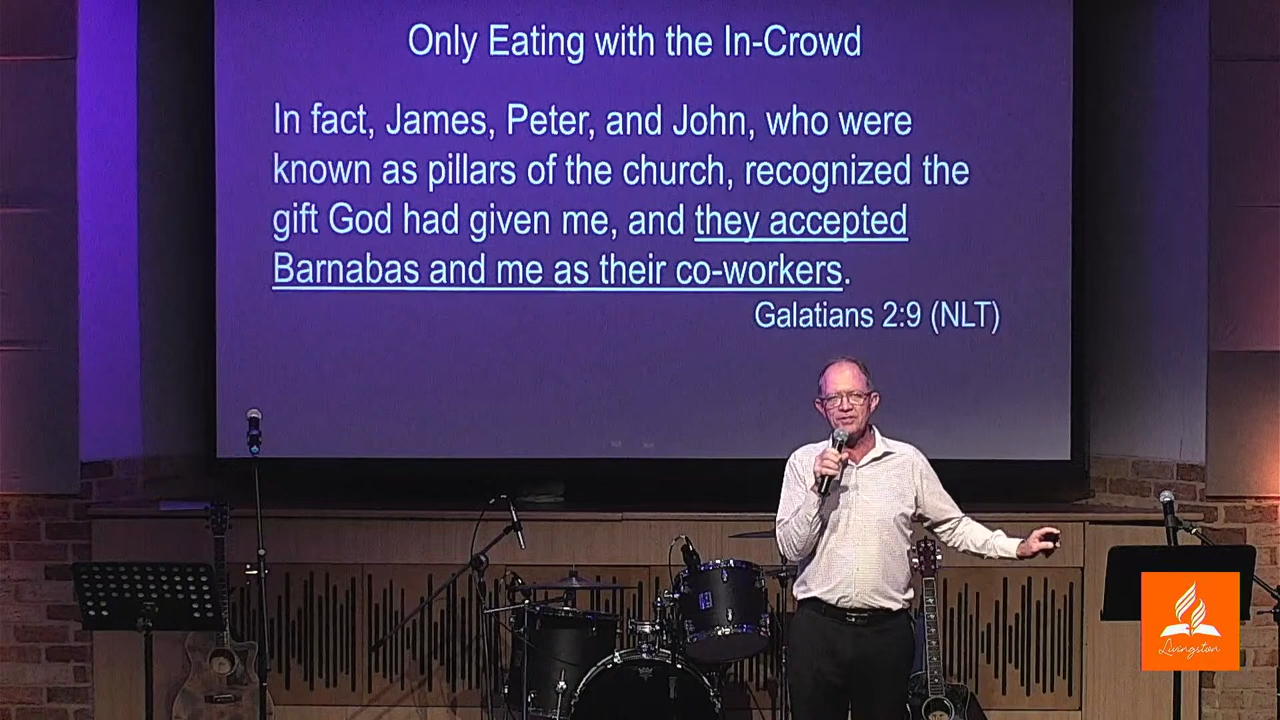 Only Eating with the In-Crowd
In fact, James, Peter, and John, who were
known as pillars of the church, recognized the
gift God had given me, and they accepted
Barnabas and me as their co-workers.
Galatians 2:9 (NLT)
Livingston